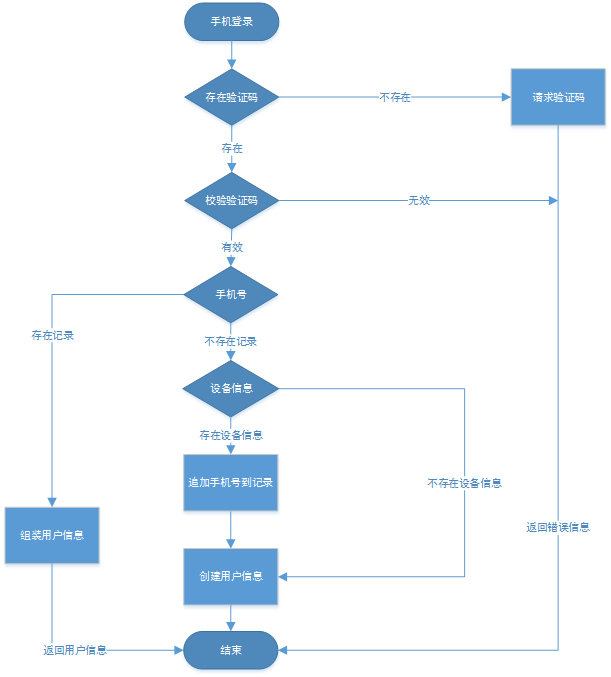 手机登录
存在验证码
不存在
请求验证码
存在
校验验证码
无效
有效
手机号
存在记录
不存在记录
设备信息
存在设备信息
追加手机号到记录
不存在设备信息
返回错误信息
组装用户信息
创建用户信息
返回用户信息
结束